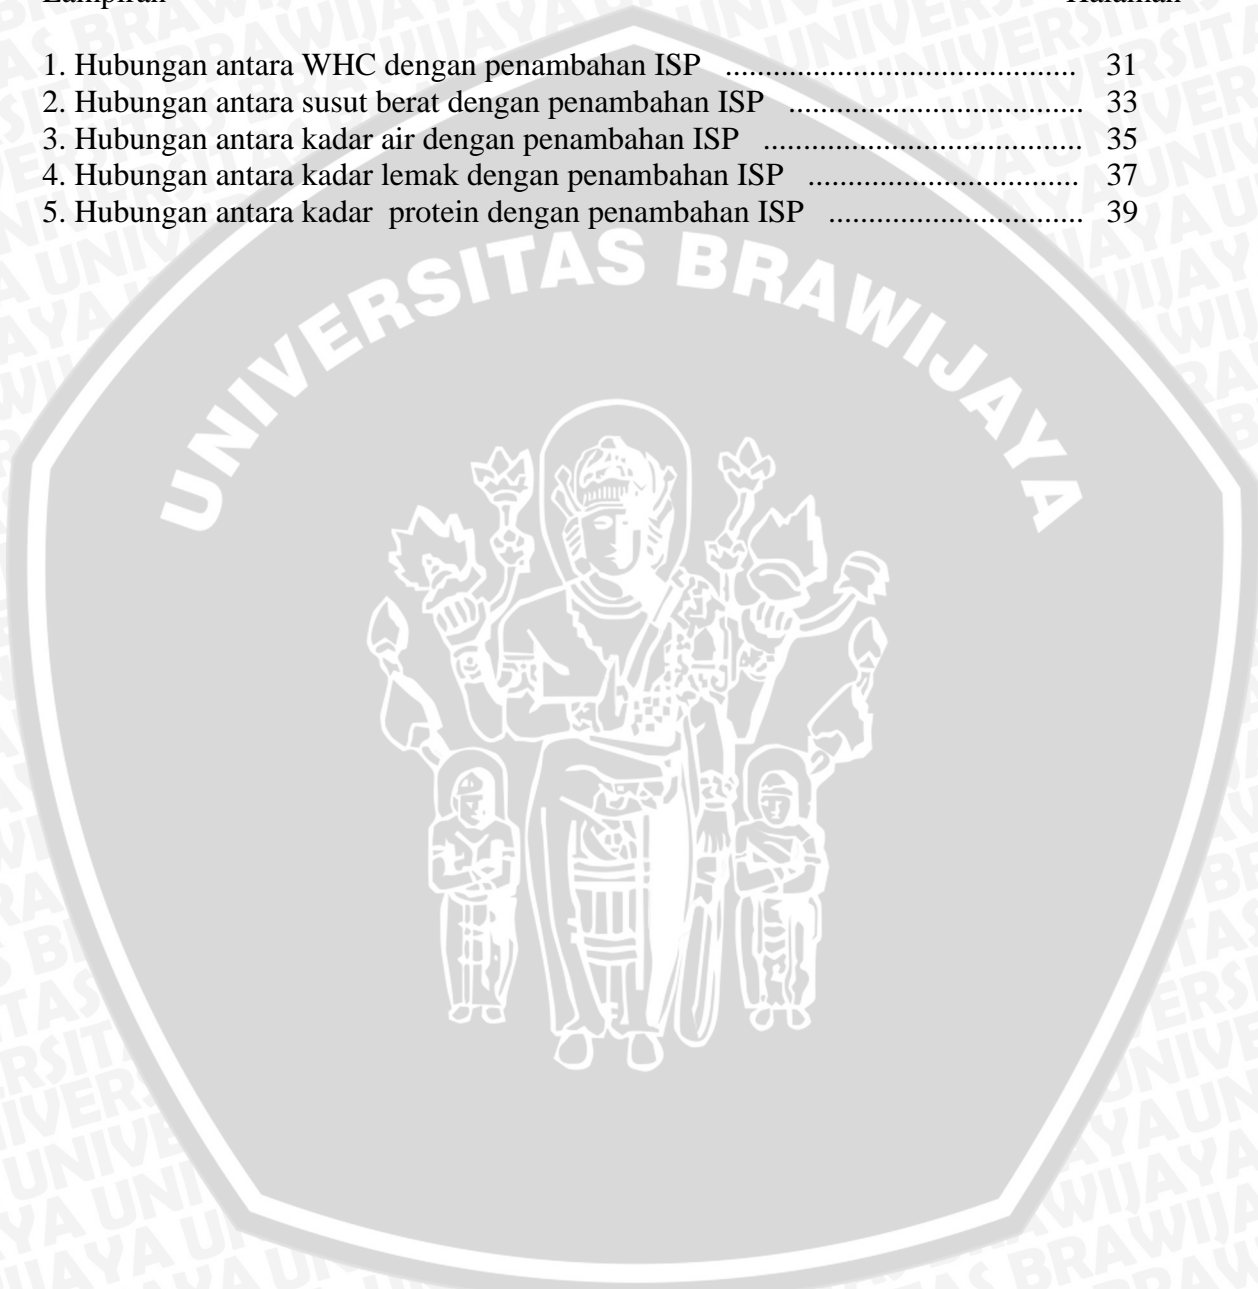 Lampiran Halaman
1. Hubungan antara WHC dengan penambahan ISP ............................................ 31
2. Hubungan antara susut berat dengan penambahan ISP ..................................... 33
3. Hubungan antara kadar air dengan penambahan ISP ........................................ 35
4. Hubungan antara kadar lemak dengan penambahan ISP .................................. 37
5. Hubungan antara kadar  protein dengan penambahan ISP ................................ 39
UNIVERSITAS BRAWIJAYA